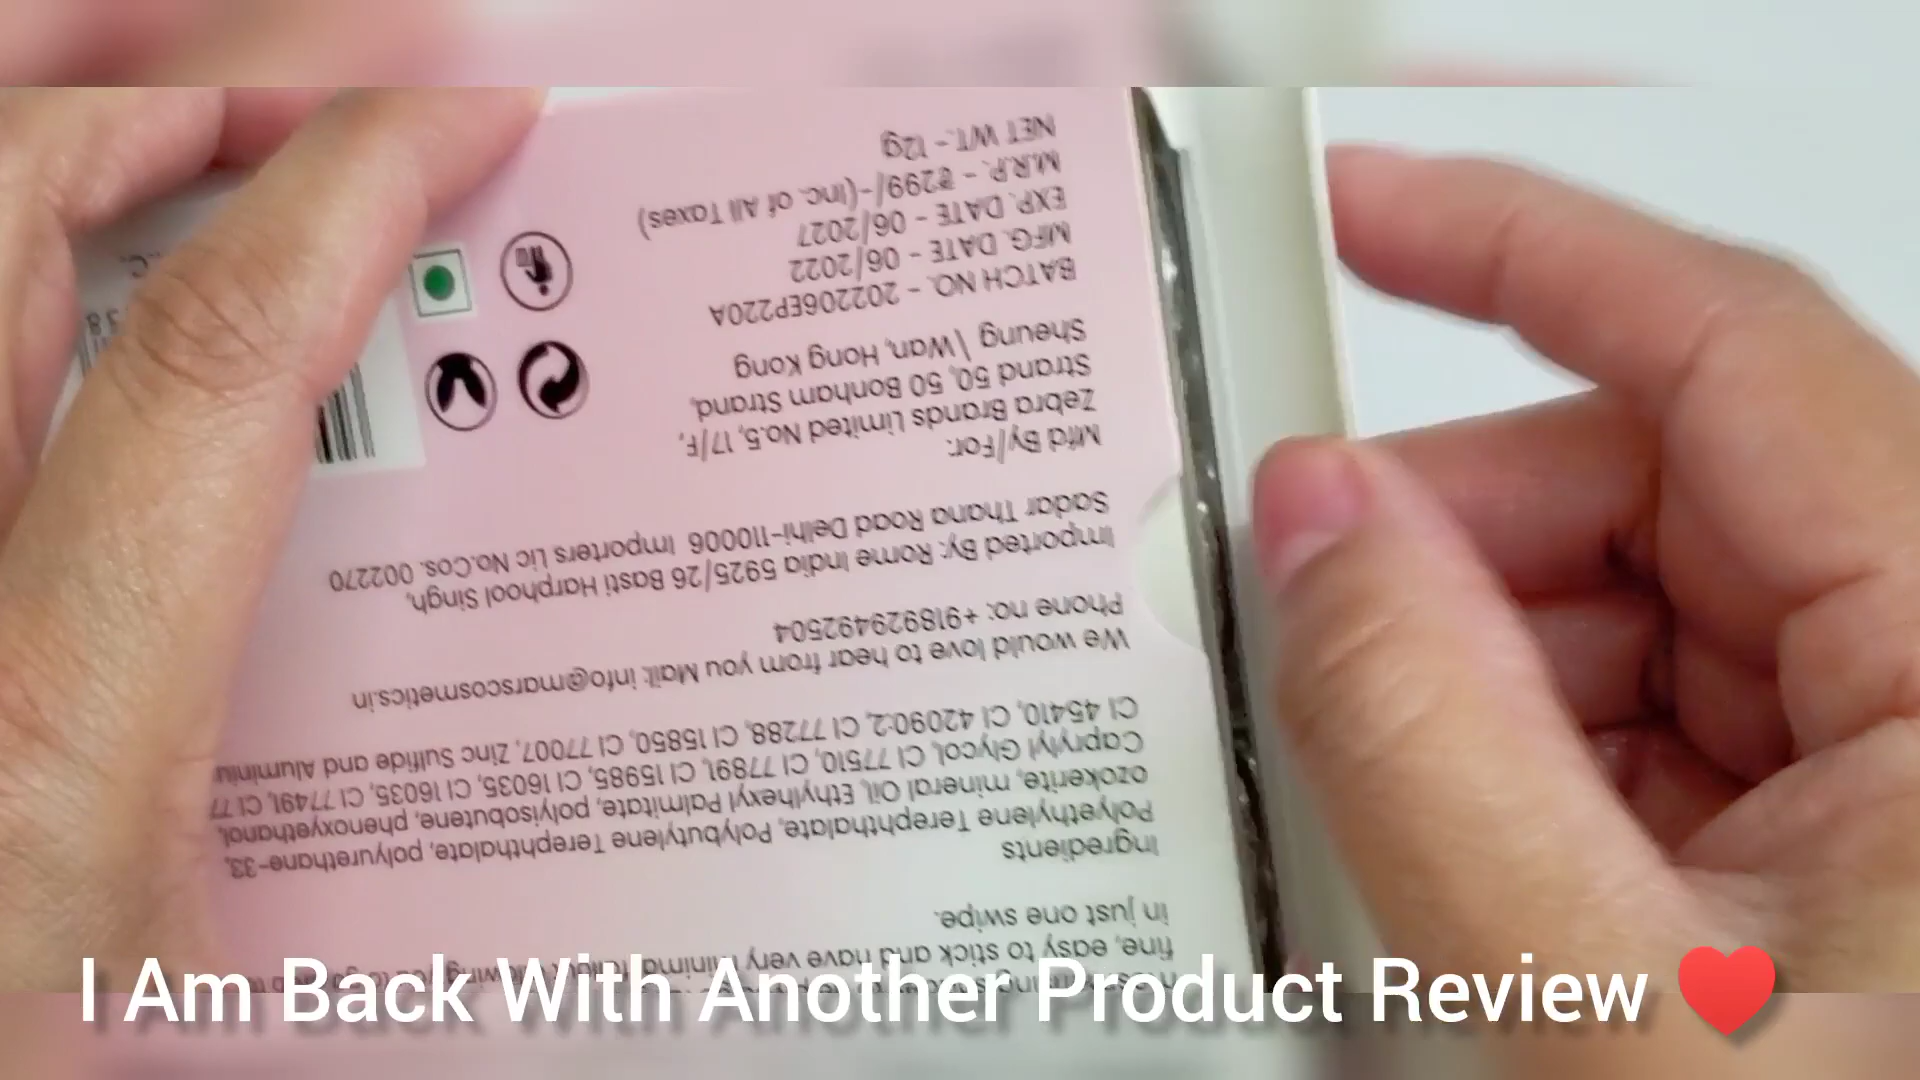 in just one swipe.
Ingredients
Polyethylene Terephthalate, Polybutylene Terephthalate, polyurethane-33,
ozokerite, mineral Oil, Ethylhexyl Palmitate, polyisobutene, phenoxyethanol,
Caprylyl Glycol, CI 77510, CI 77891, CI 15985, CI 16035, CI 16035, CI 77491, CI 77
CI 45410, CI 42090:2, CI 77288, CI 15850, CI 77007, Zinc Sulfide and Aluminiu
We would love to hear from you Mail: info@marscosmetics.in
Phone no: +918929492504
Imported By: Rome India 5925/26 Basti Harphool Singh,
Sadar Thana Road Delhi-110006 Importers Lic No.Cos. 002270
Mfd By/For:
Zebra Brands Limited No.5, 17/F,
Strand 50, 50 Bonham Strand,
Sheung \ Wan, Hong Kong
BATCH NO. - 202206EP220A
MFG. DATE - 06/2022
EXP. DATE - 06/2027
M.R.P. - ₹299/-(Inc. of All Taxes)
NET WT.- 12g
I Am Back With Another Product Review ❤